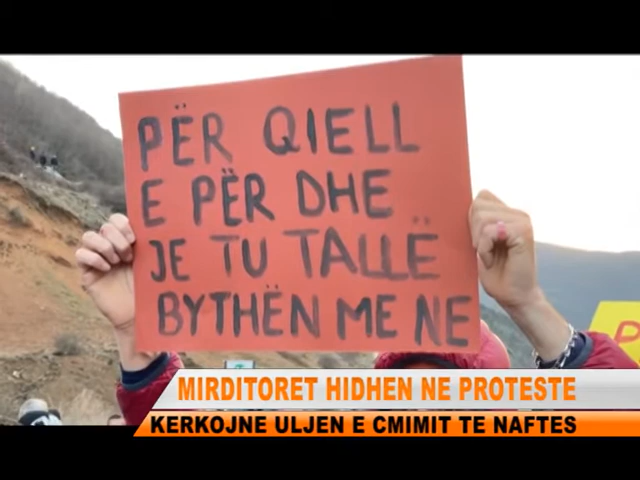 PËR QIELL
E PËR DHE
JE TU TALLË
BYTHËN ME NE
MIRDITORET HIDHEN NE PROTESTE
KERKOJNE ULJEN E CMIMIT TE NAFTES